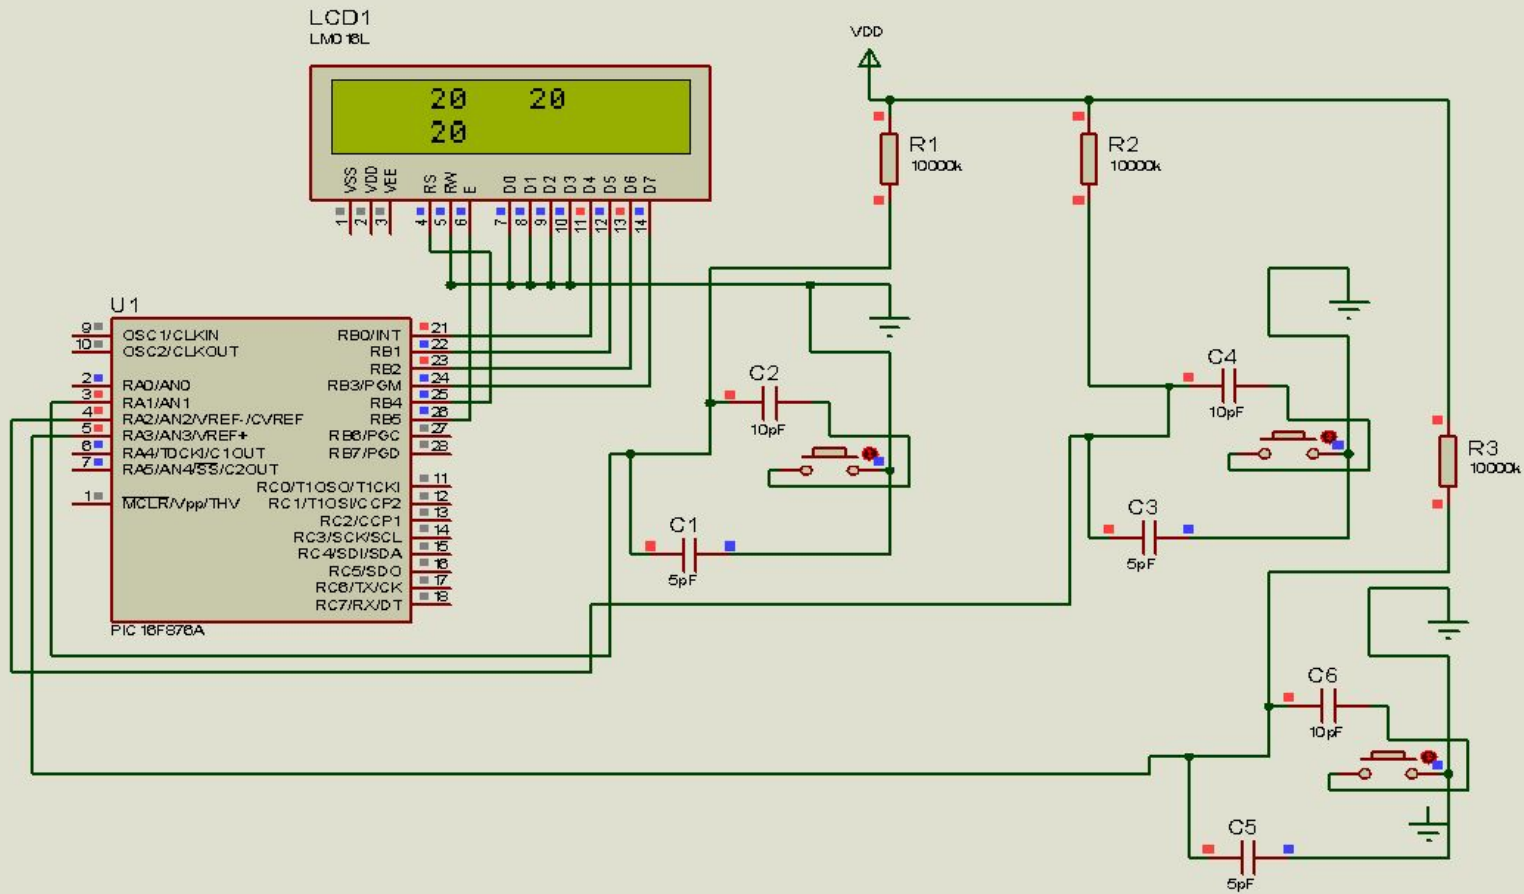 LCD1
LM016L
20 20
20
VSS
VDD
VEE
RS
RW
E
D0
D1
D2
D3
D4
D5
D6
D7
1
2
3
4
5
6
7
8
9
10
11
12
13
14
VDD
R1
10000k
R2
10000k
R3
10000k
U1
9 OSC1/CLKIN RB0/INT 21
10 OSC2/CLKOUT RB1 22
RB2 23
2 RA0/AN0 RB3/PGM 24
3 RA1/AN1 RB4 25
4 RA2/AN2/VREF-/CVREF RB5 26
5 RA3/AN3/VREF+ RB6/PGC 27
6 RA4/T0CKI/C1OUT RB7/PGD 28
7 RA5/AN4/SS/C2OUT
RC0/T1OSO/T1CKI 11
1 MCLR/Vpp/THV RC1/T1OSI/CCP2 12
RC2/CCP1 13
RC3/SCK/SCL 14
RC4/SDI/SDA 15
RC5/SDO 16
RC6/TX/CK 17
RC7/RX/DT 18
PIC16F876A
C2
10pF
C1
5pF
C4
10pF
C3
5pF
C6
10pF
C5
5pF